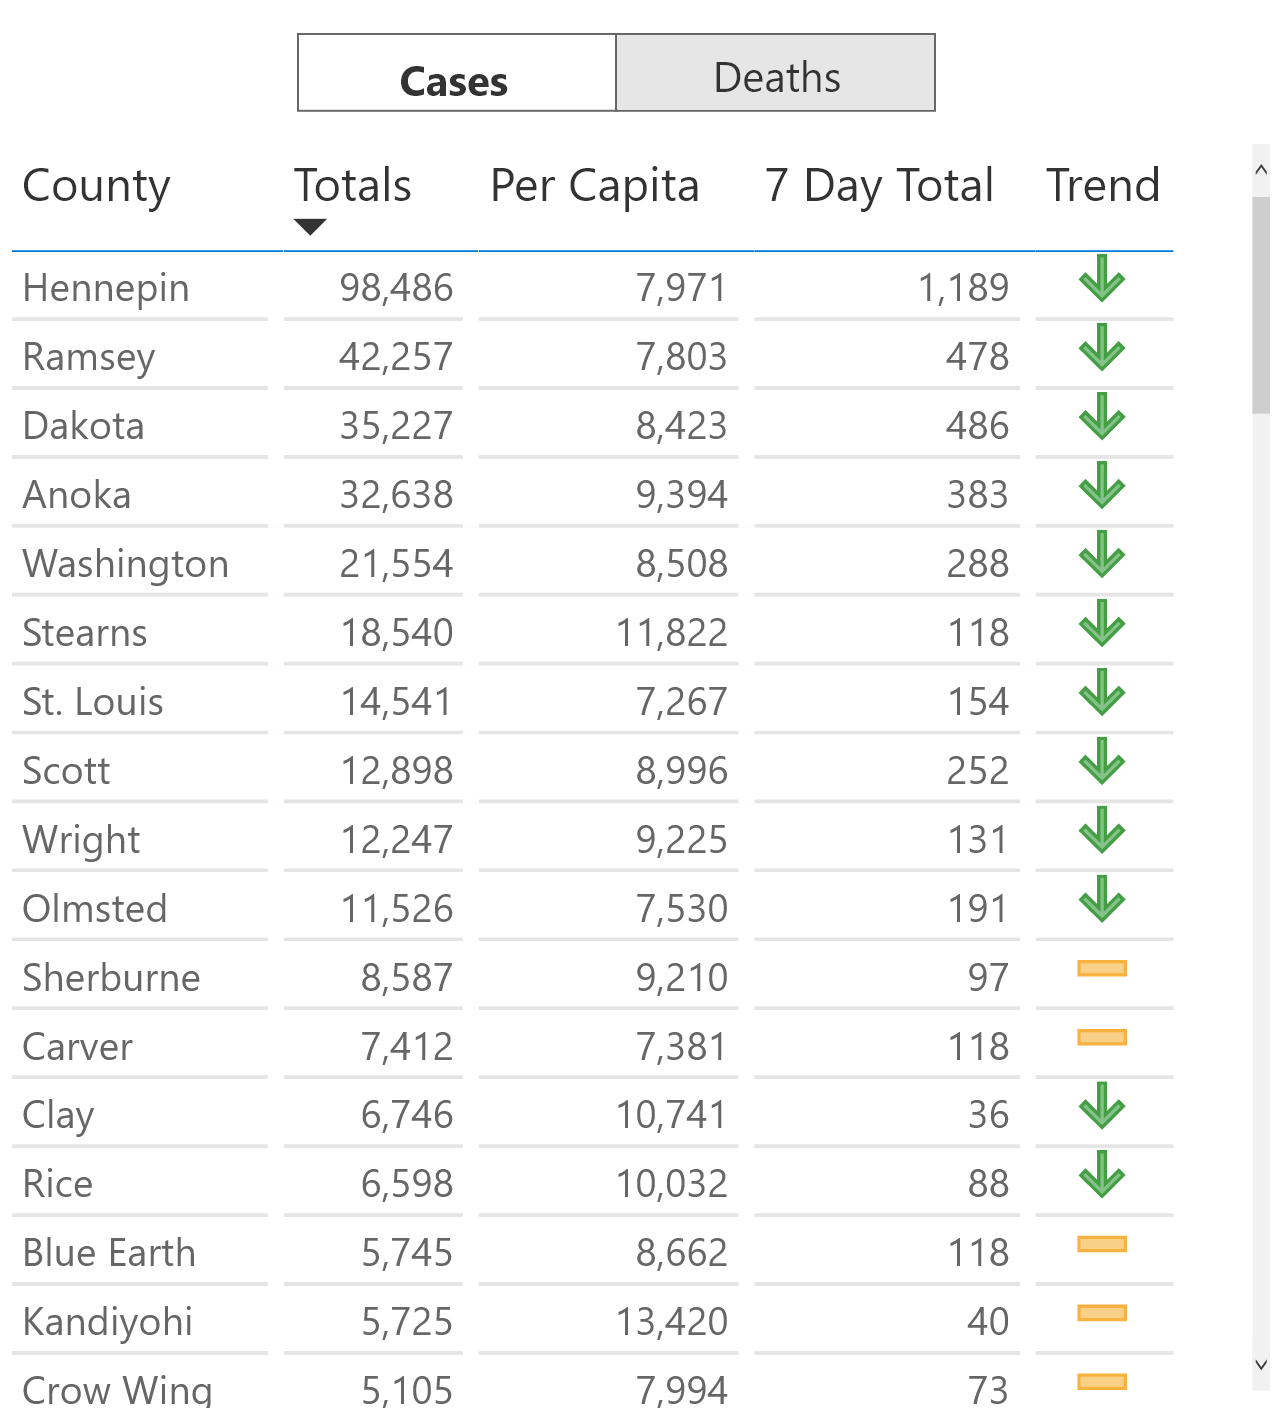 Cases Deaths
County Totals Per Capita 7 Day Total Trend
Hennepin 98,486 7,971 1,189
Ramsey 42,257 7,803 478
Dakota 35,227 8,423 486
Anoka 32,638 9,394 383
Washington 21,554 8,508 288
Stearns 18,540 11,822 118
St. Louis 14,541 7,267 154
Scott 12,898 8,996 252
Wright 12,247 9,225 131
Olmsted 11,526 7,530 191
Sherburne 8,587 9,210 97
Carver 7,412 7,381 118
Clay 6,746 10,741 36
Rice 6,598 10,032 88
Blue Earth 5,745 8,662 118
Kandiyohi 5,725 13,420 40
Crow Wing 5,105 7,994 73